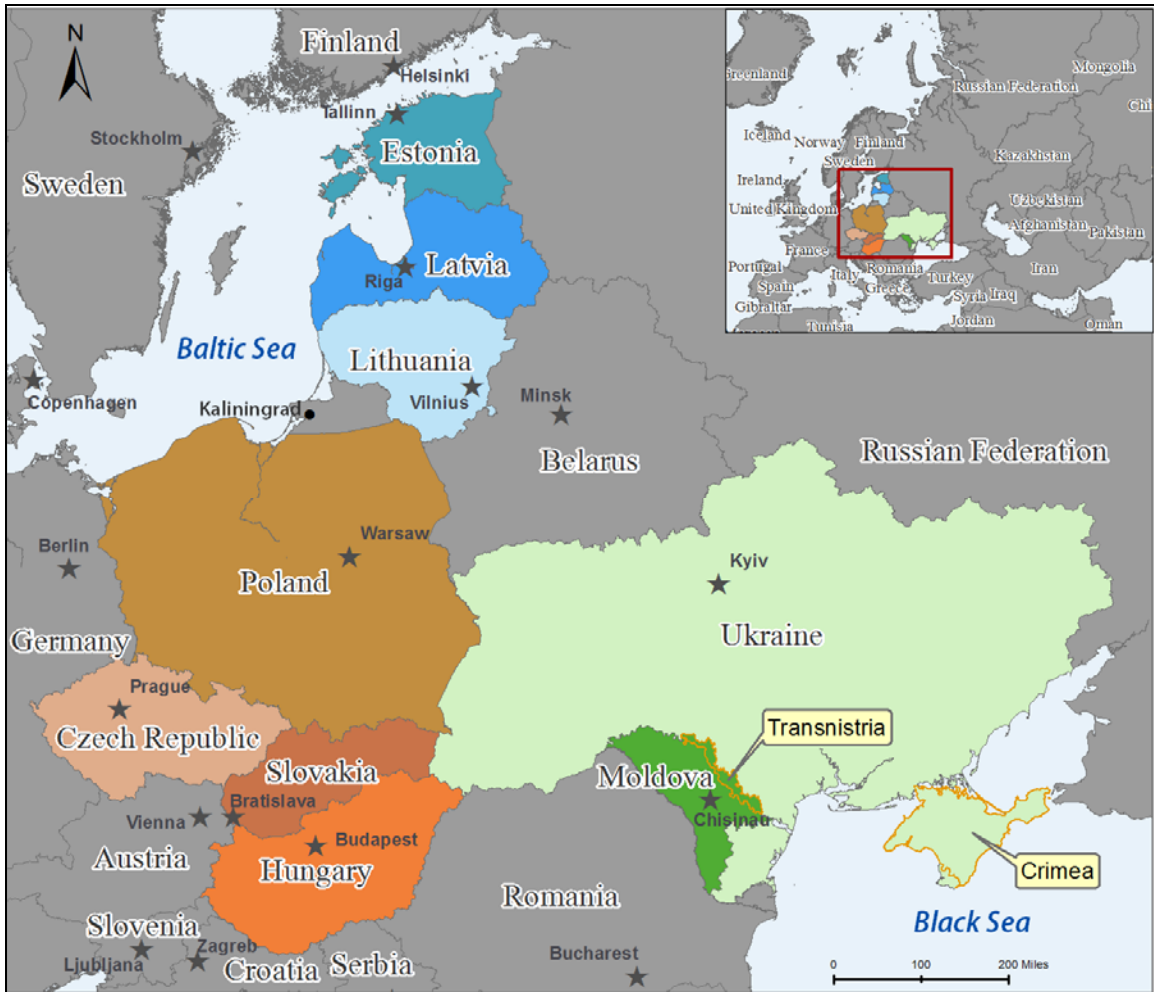 N
Finland
Helsinki
Tallinn
Stockholm
Estonia
Sweden
Latvia
Riga
Baltic Sea
Lithuania
Vilnius
Copenhagen
Kaliningrad
Minsk
Belarus
Russian Federation
Warsaw
Berlin
Poland
Kyiv
Ukraine
Germany
Prague
Czech Republic
Slovakia
Transnistria
Moldova
Chisinau
Bratislava
Vienna
Budapest
Austria
Hungary
Crimea
Romania
Slovenia
Zagreb
Ljubljana
Croatia
Serbia
Bucharest
Black Sea
0 100 200 Miles
Greenland
Mongolia
Russian Federation
Chi
Iceland
Norway
Finland
Sweden
Kazakhstan
Ireland
Uzbekistan
United Kingdom
Afghanistan
Pakistan
France
Portugal
Italy
Romania
Iran
Spain
Greece
Turkey
Gibraltar
Syria
Iraq
Tunisia
Jordan
Oman